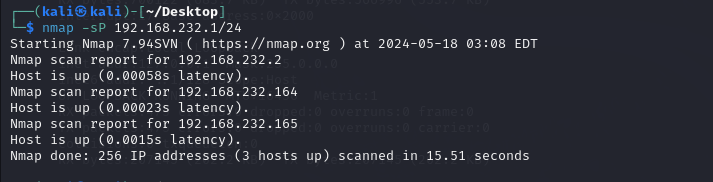 ┌──(kali㉿kali)-[~/Desktop]
└─$ nmap -sP 192.168.232.1/24
Starting Nmap 7.94SVN ( https://nmap.org ) at 2024-05-18 03:08 EDT
Nmap scan report for 192.168.232.2
Host is up (0.00058s latency).
Nmap scan report for 192.168.232.164
Host is up (0.00023s latency).
Nmap scan report for 192.168.232.165
Host is up (0.0015s latency).
Nmap done: 256 IP addresses (3 hosts up) scanned in 15.51 seconds